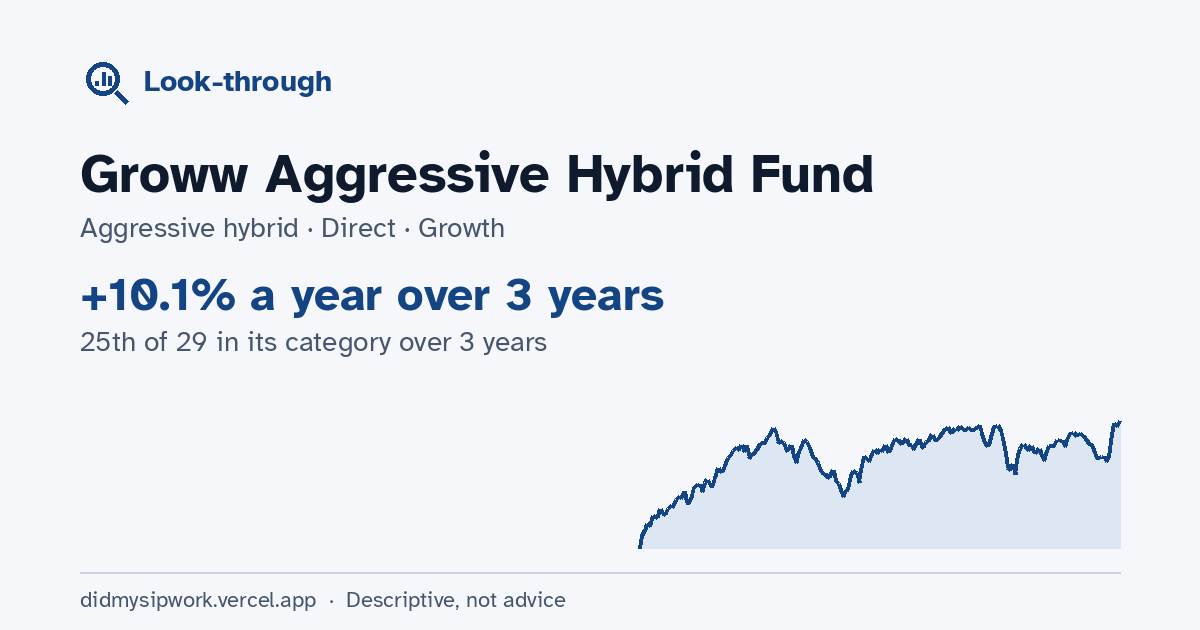 Look-through
Groww Aggressive Hybrid Fund
Aggressive hybrid · Direct · Growth
+10.1% a year over 3 years
25th of 29 in its category over 3 years
didmysipwork.vercel.app · Descriptive, not advice